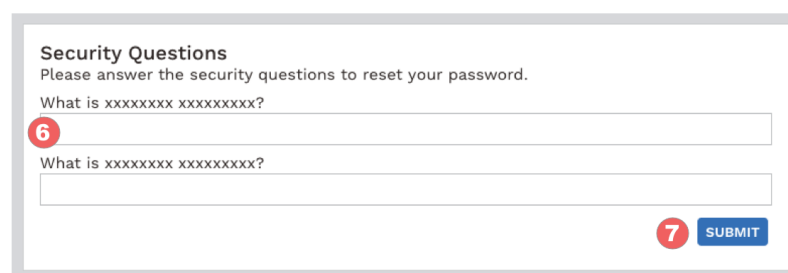 Security Questions
Please answer the security questions to reset your password.
What is xxxxxxxx xxxxxxxxx?
6
What is xxxxxxxx xxxxxxxxx?
7 SUBMIT